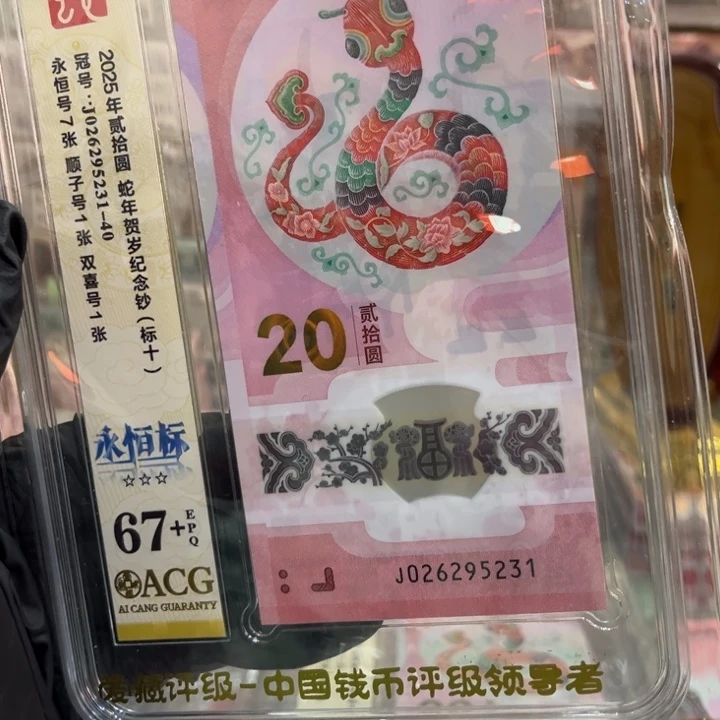 2025年贰拾圆 蛇年贺岁纪念钞（标十）
冠号：J026295231-40
永恒号7张 顺子号1张 双喜号1张
永恒标
☆☆☆
67+EPQ
ACG
AI CANG GUARANTY
20
贰拾圆
J026295231
爱藏评级-中国钱币评级领导者